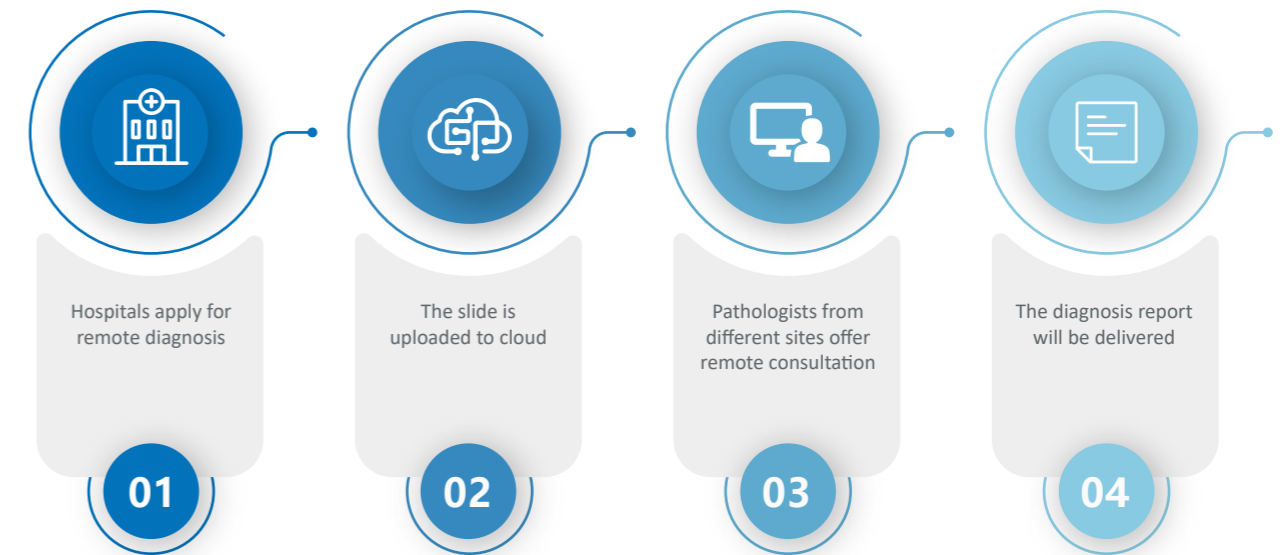 Hospitals apply for
remote diagnosis
01
The slide is
uploaded to cloud
02
Pathologists from
different sites offer
remote consultation
03
The diagnosis report
will be delivered
04